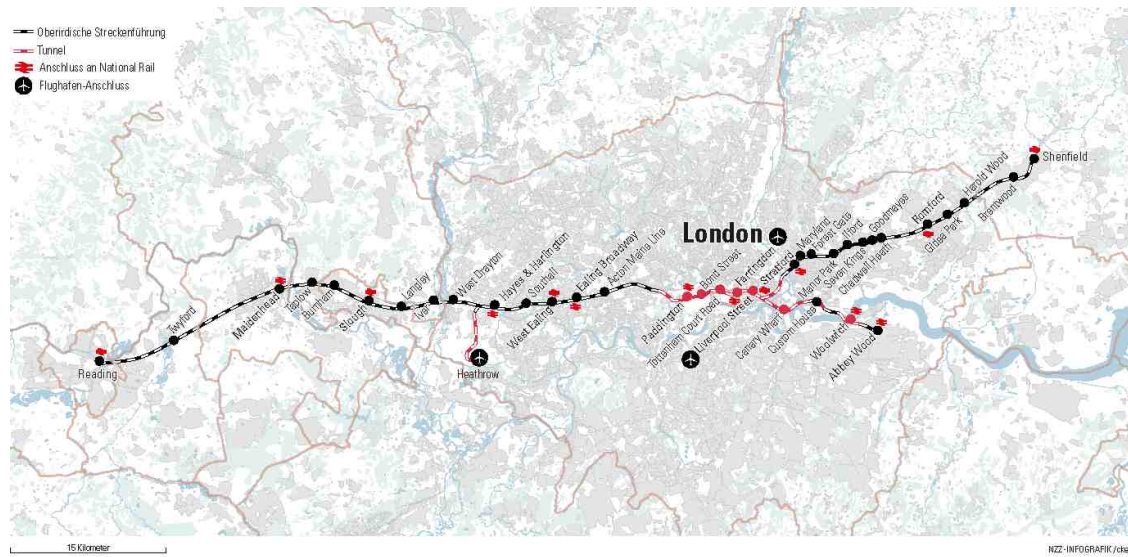 Oberirdische Streckenführung
Tunnel
Anschluss an National Rail
Flughafen-Anschluss
Reading
Twyford
Maidenhead
Taplow
Burnham
Slough
Langley
Iver
West Drayton
Heathrow
Hayes & Harlington
Southall
West Ealing
Ealing Broadway
Acton Maine Line
London
Paddington
Bond Street
Tottenham Court Road
Farringdon
Liverpool Street
Stratford
Canary Wharf
Custom House
Woolwich
Abbey Wood
Maryland
Forest Gate
Manor Park
Ilford
Seven Kings
Goodmayes
Chadwell Heath
Romford
Gidea Park
Harold Wood
Brantwood
Shenfield
15 Kilometer
NZZ-INFOGRAFIK/cke